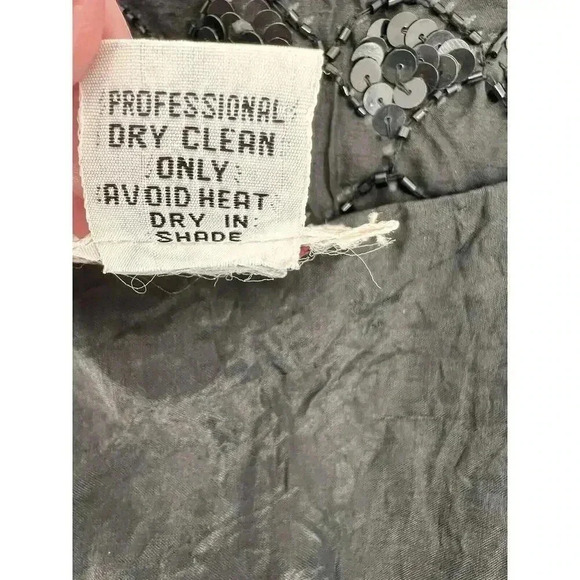 PROFESSIONAL
DRY CLEAN
ONLY
AVOID HEAT
DRY IN
SHADE